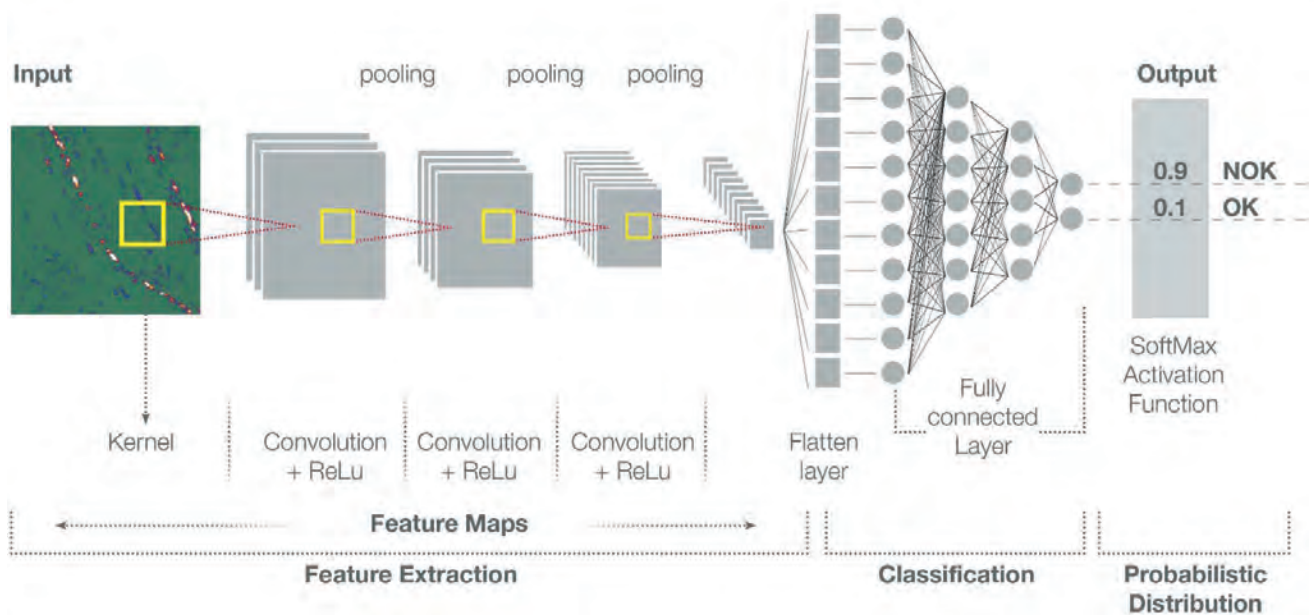 Input
pooling
pooling
pooling
Output
0.9 NOK
0.1 OK
SoftMax
Activation
Function
Fully
connected
Layer
Kernel
Convolution
+ ReLu
Convolution
+ ReLu
Convolution
+ ReLu
Flatten
layer
Feature Maps
Feature Extraction
Classification
Probabilistic
Distribution